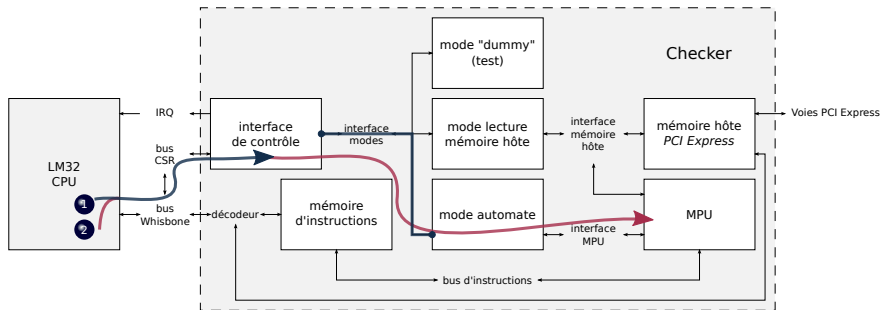 mode "dummy"
(test)
Checker
IRQ
interface
de contrôle
interface
modes
mode lecture
mémoire hôte
interface
mémoire
hôte
mémoire hôte
PCI Express
Voies PCI Express
LM32
CPU
bus
CSR
1
2
bus
Whisbone
décodeur
mémoire
d'instructions
mode automate
interface
MPU
MPU
bus d'instructions